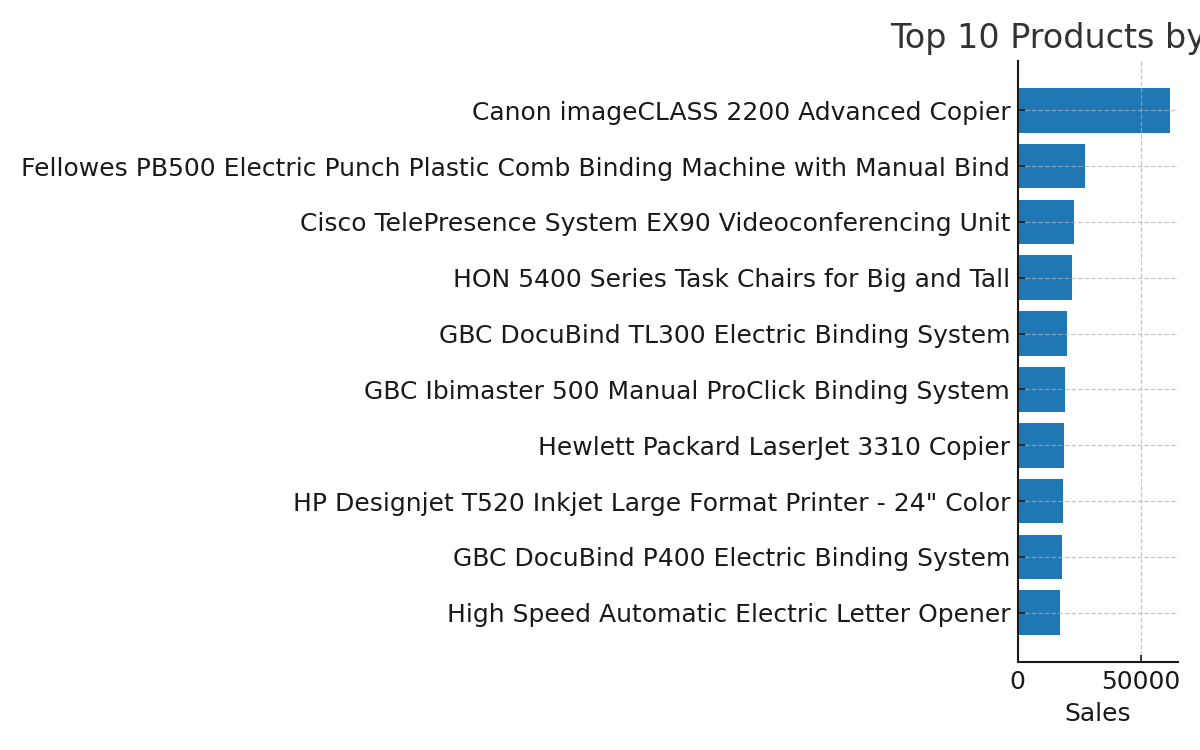 Top 10 Products by
Canon imageCLASS 2200 Advanced Copier
Fellowes PB500 Electric Punch Plastic Comb Binding Machine with Manual Bind
Cisco TelePresence System EX90 Videoconferencing Unit
HON 5400 Series Task Chairs for Big and Tall
GBC DocuBind TL300 Electric Binding System
GBC Ibimaster 500 Manual ProClick Binding System
Hewlett Packard LaserJet 3310 Copier
HP Designjet T520 Inkjet Large Format Printer - 24" Color
GBC DocuBind P400 Electric Binding System
High Speed Automatic Electric Letter Opener
0 50000
Sales